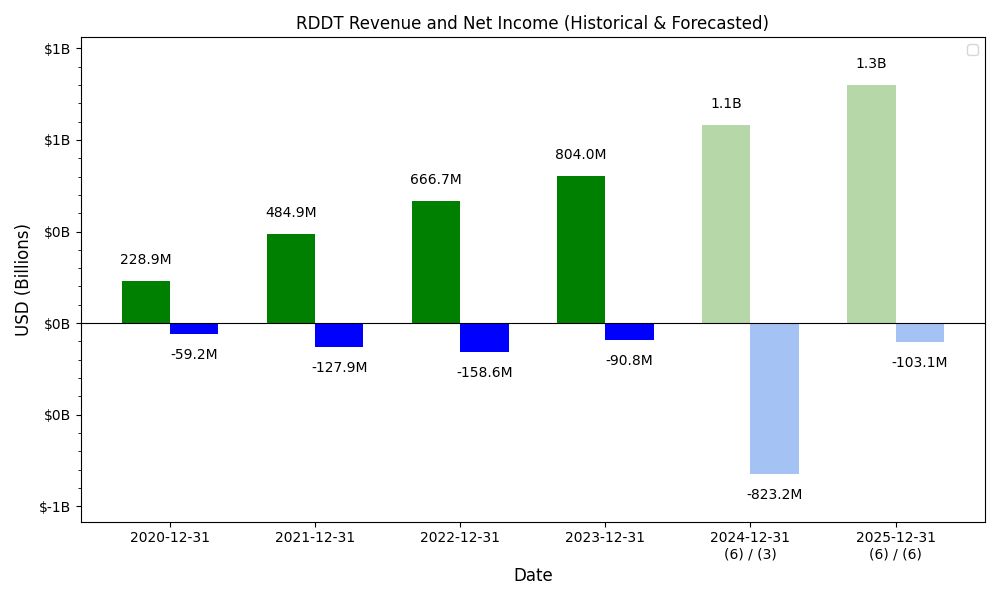 RDDT Revenue and Net Income (Historical & Forecasted)
$1B
$1B
$0B
$0B
$0B
$-1B
USD (Billions)
228.9M
484.9M
666.7M
804.0M
1.1B
1.3B
-59.2M
-127.9M
-158.6M
-90.8M
-823.2M
-103.1M
2020-12-31
2021-12-31
2022-12-31
2023-12-31
2024-12-31
(6) / (3)
2025-12-31
(6) / (6)
Date